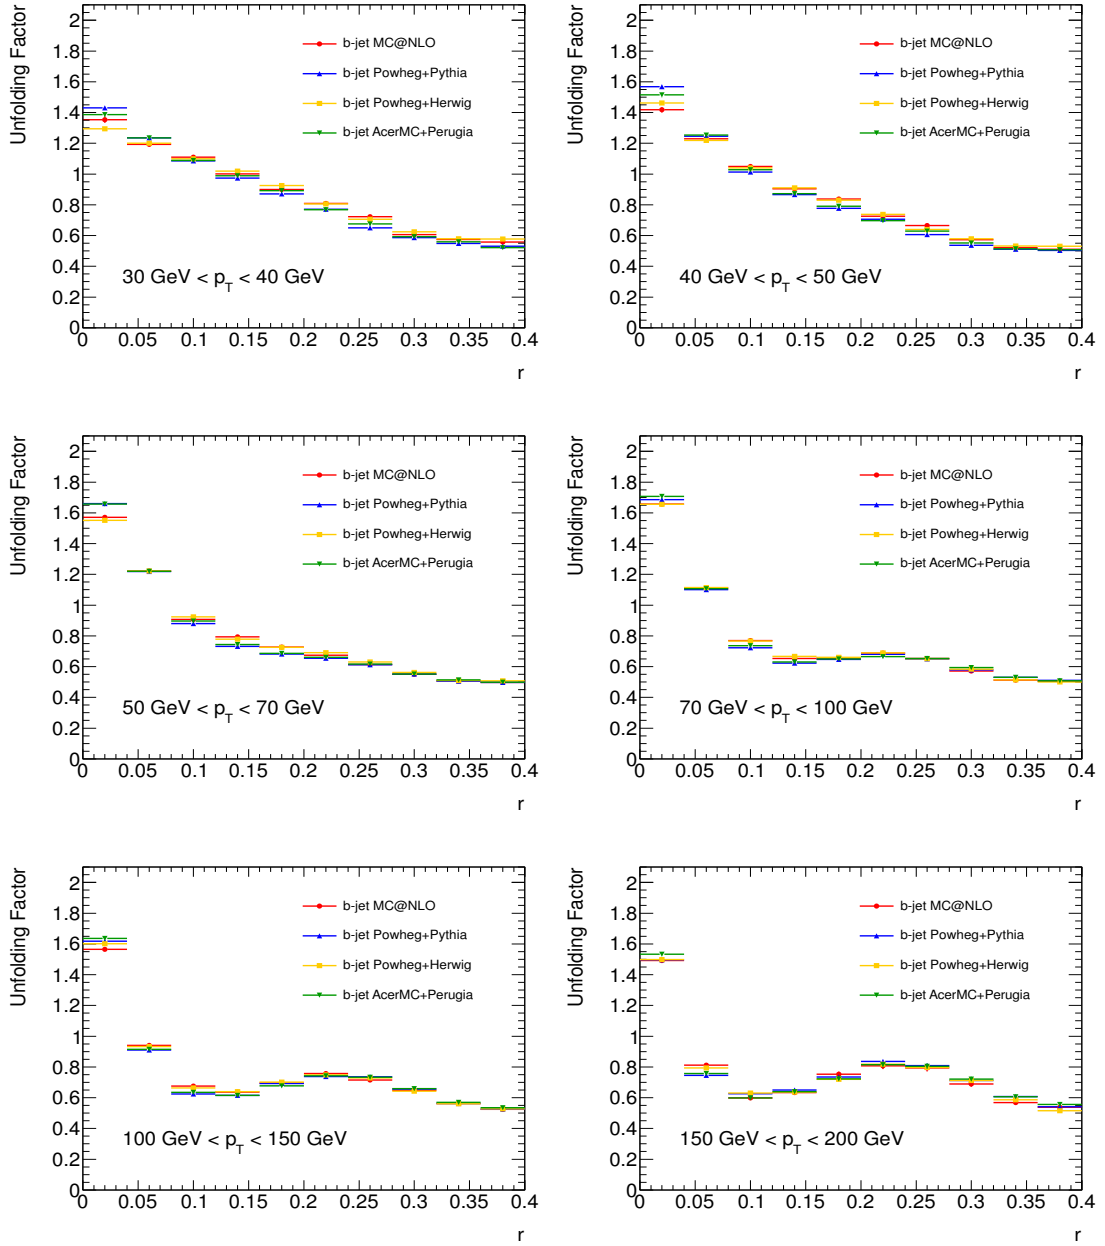 Unfolding Factor
2
1.8
1.6
1.4
1.2
1
0.8
0.6
0.4
0.2
0
b-jet MC@NLO
b-jet Powheg+Pythia
b-jet Powheg+Herwig
b-jet AcerMC+Perugia
30 GeV < p_T < 40 GeV
0 0.05 0.1 0.15 0.2 0.25 0.3 0.35 0.4
r
Unfolding Factor
2
1.8
1.6
1.4
1.2
1
0.8
0.6
0.4
0.2
0
b-jet MC@NLO
b-jet Powheg+Pythia
b-jet Powheg+Herwig
b-jet AcerMC+Perugia
40 GeV < p_T < 50 GeV
0 0.05 0.1 0.15 0.2 0.25 0.3 0.35 0.4
r
Unfolding Factor
2
1.8
1.6
1.4
1.2
1
0.8
0.6
0.4
0.2
0
b-jet MC@NLO
b-jet Powheg+Pythia
b-jet Powheg+Herwig
b-jet AcerMC+Perugia
50 GeV < p_T < 70 GeV
0 0.05 0.1 0.15 0.2 0.25 0.3 0.35 0.4
r
Unfolding Factor
2
1.8
1.6
1.4
1.2
1
0.8
0.6
0.4
0.2
0
b-jet MC@NLO
b-jet Powheg+Pythia
b-jet Powheg+Herwig
b-jet AcerMC+Perugia
70 GeV < p_T < 100 GeV
0 0.05 0.1 0.15 0.2 0.25 0.3 0.35 0.4
r
Unfolding Factor
2
1.8
1.6
1.4
1.2
1
0.8
0.6
0.4
0.2
0
b-jet MC@NLO
b-jet Powheg+Pythia
b-jet Powheg+Herwig
b-jet AcerMC+Perugia
100 GeV < p_T < 150 GeV
0 0.05 0.1 0.15 0.2 0.25 0.3 0.35 0.4
r
Unfolding Factor
2
1.8
1.6
1.4
1.2
1
0.8
0.6
0.4
0.2
0
b-jet MC@NLO
b-jet Powheg+Pythia
b-jet Powheg+Herwig
b-jet AcerMC+Perugia
150 GeV < p_T < 200 GeV
0 0.05 0.1 0.15 0.2 0.25 0.3 0.35 0.4
r